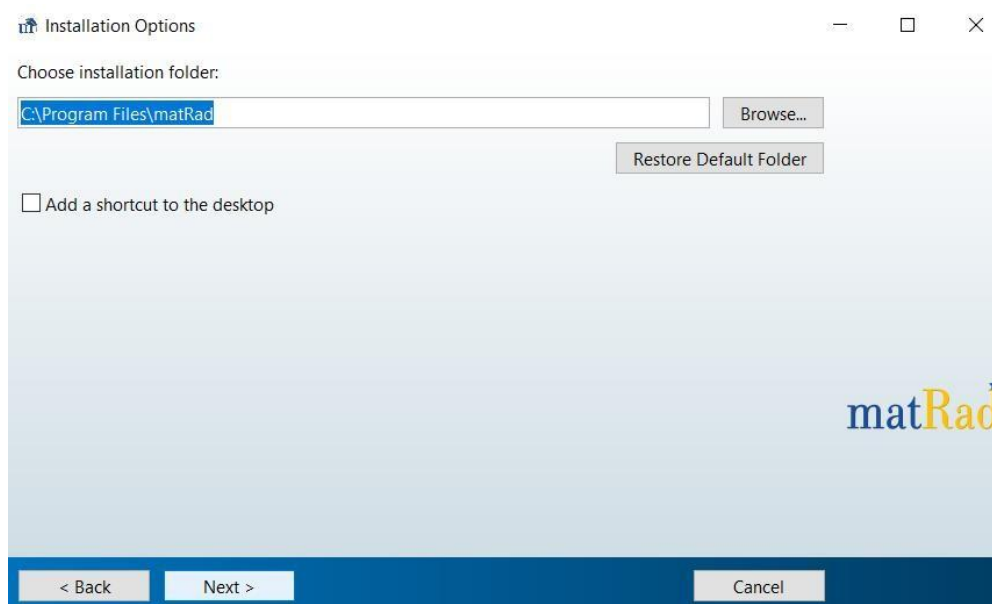 Installation Options
Choose installation folder:
C:\Program Files\matRad
Browse...
Restore Default Folder
Add a shortcut to the desktop
matRad
< Back
Next >
Cancel